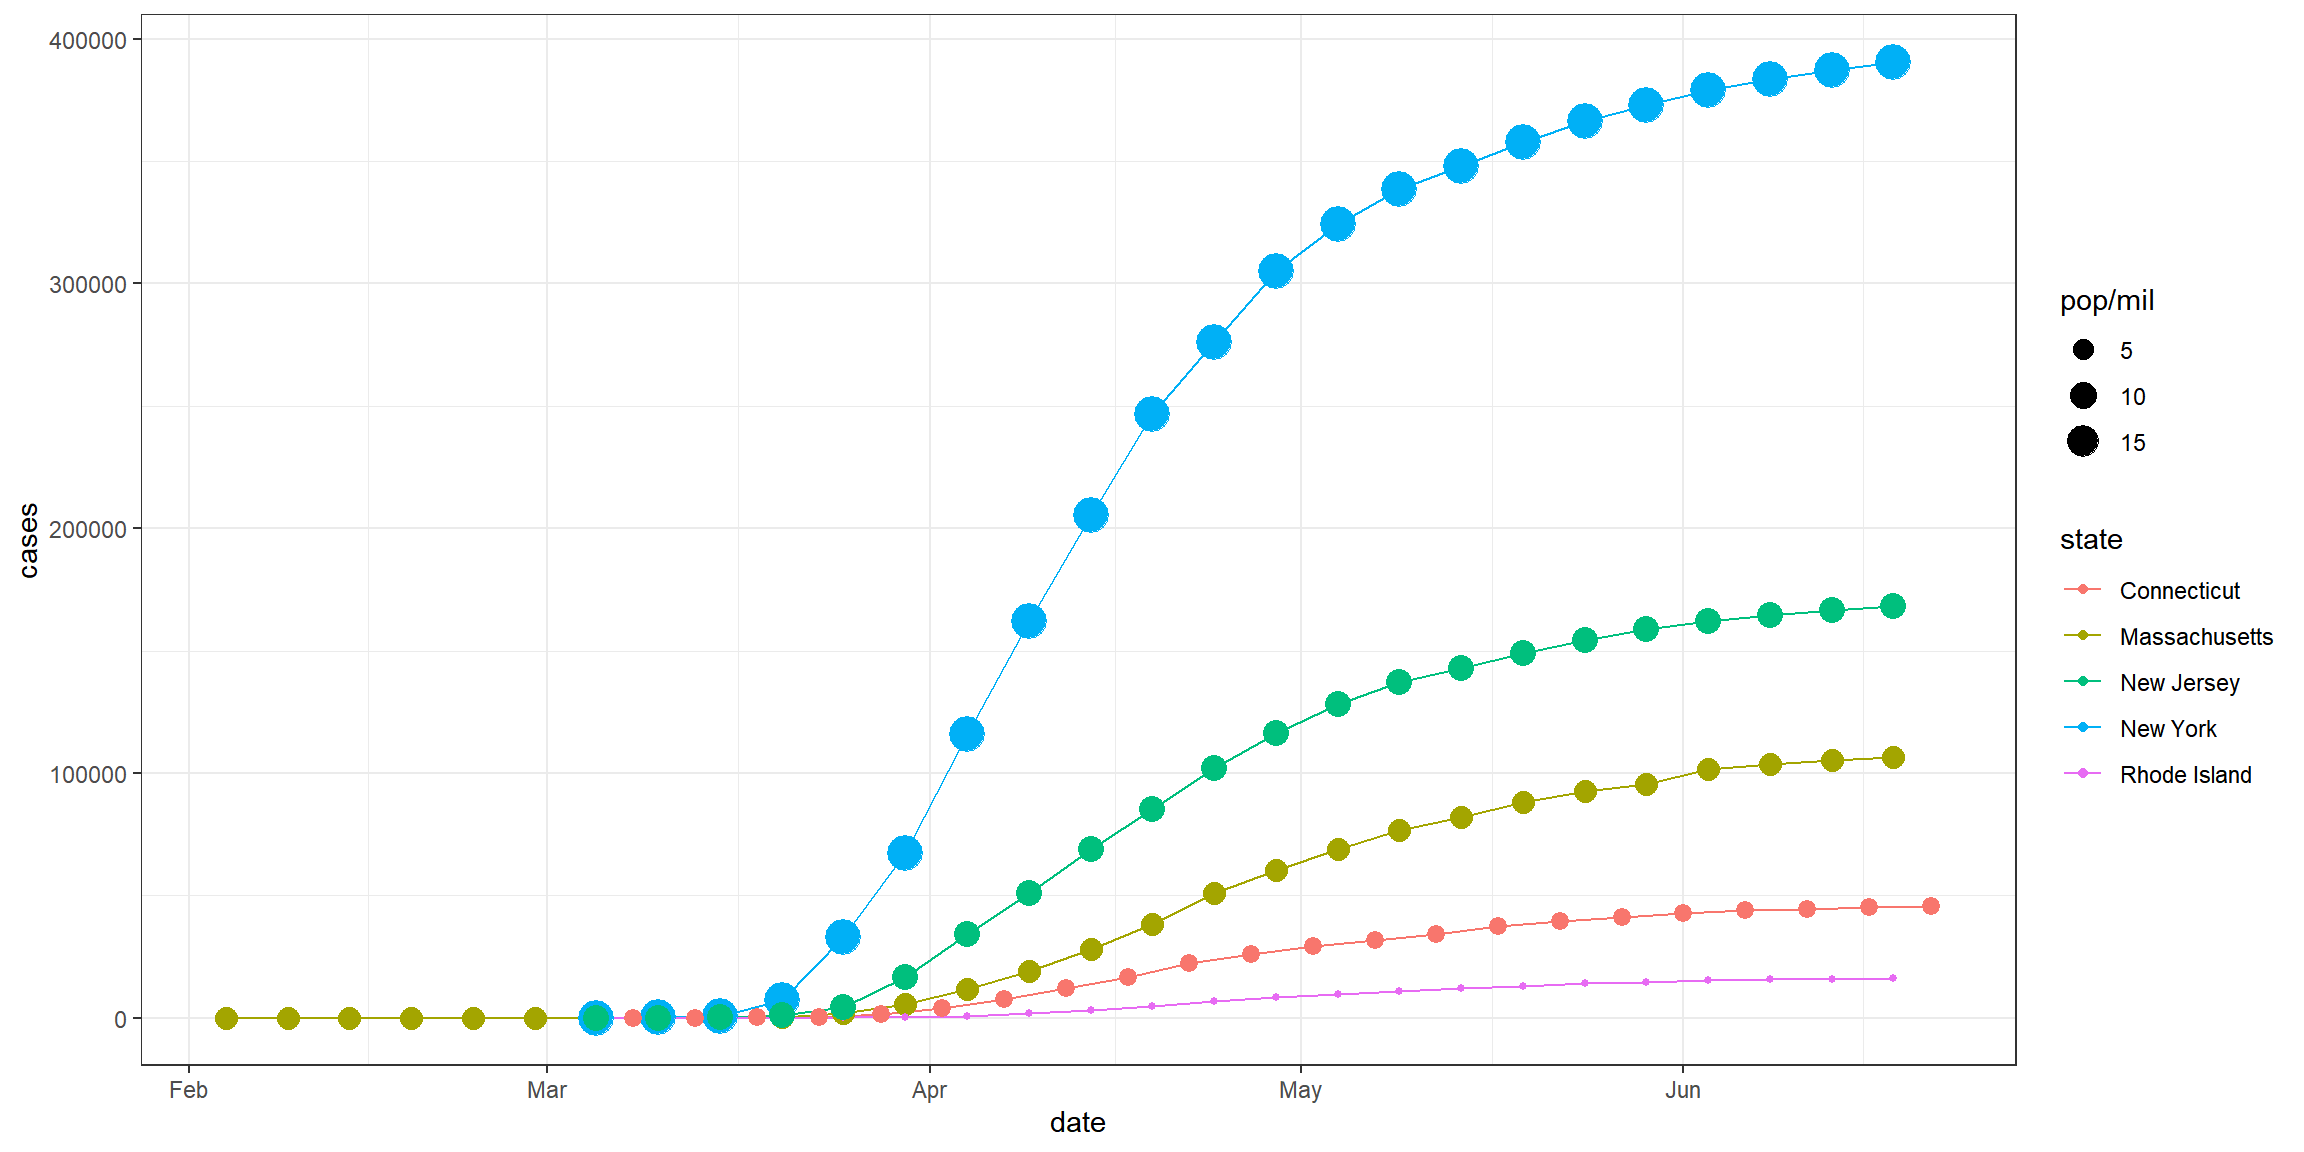 400000
300000
200000
100000
0
cases
Feb
Mar
Apr
May
Jun
date
pop/mil
5
10
15
state
Connecticut
Massachusetts
New Jersey
New York
Rhode Island